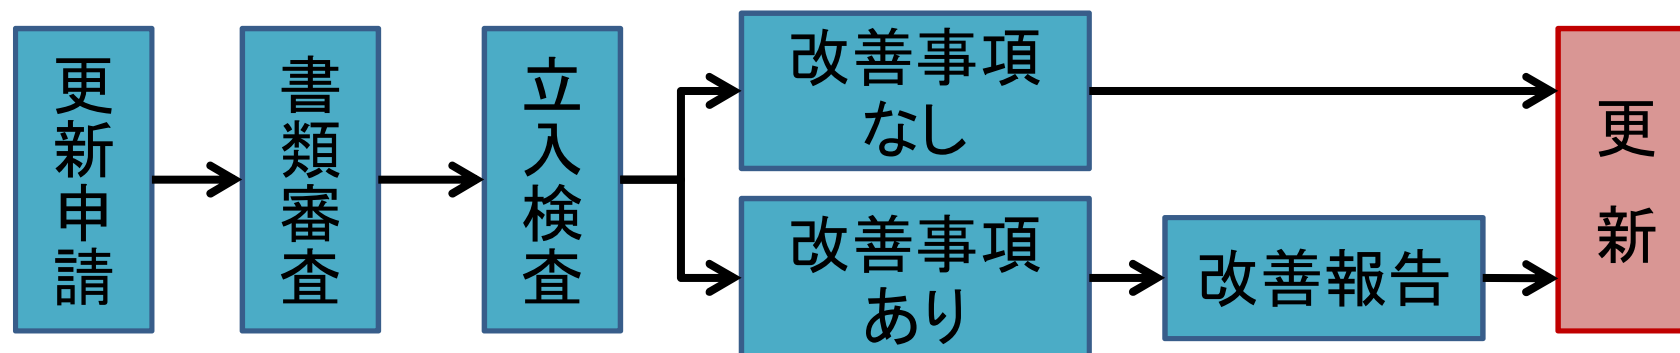 更新申請
書類審査
立入検査
改善事項
なし
改善事項
あり
改善報告
更新